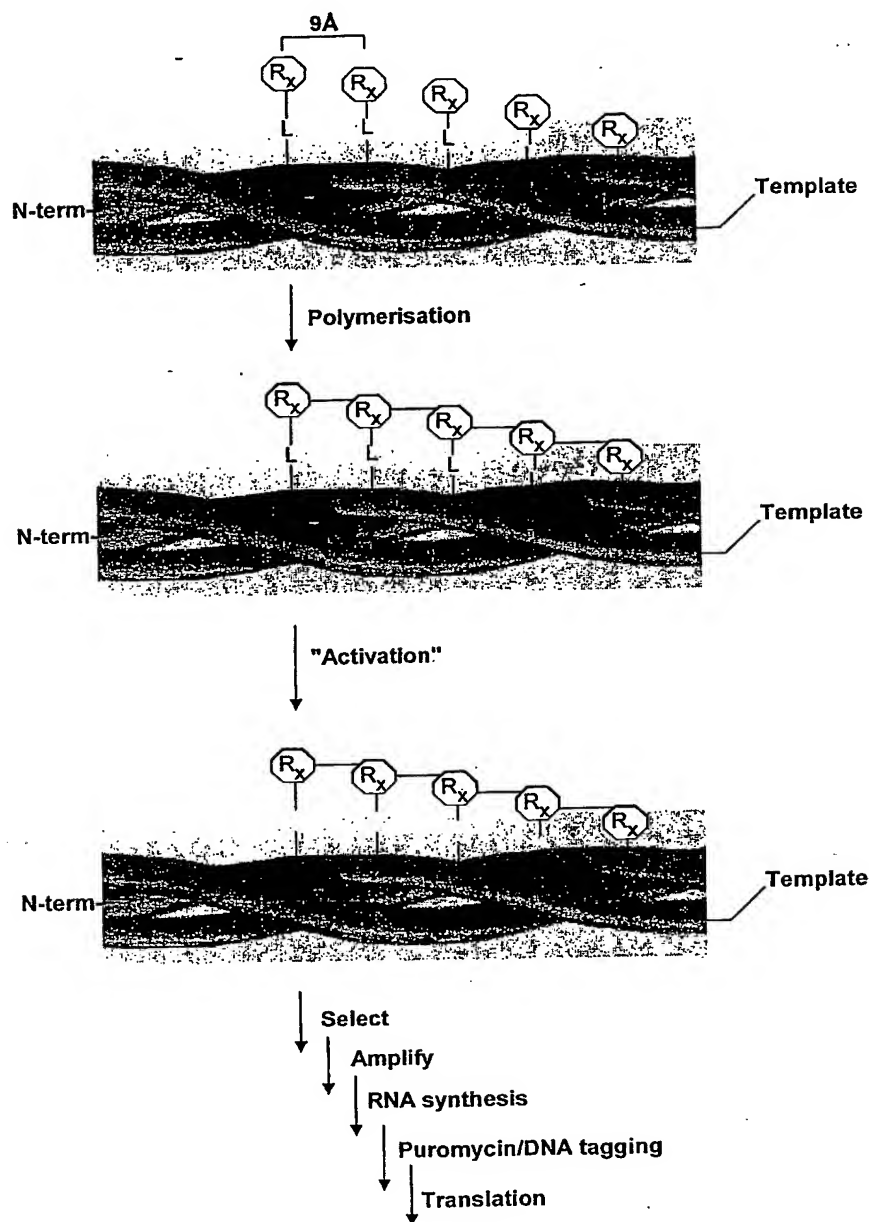 9Å
Rx Rx Rx Rx Rx
L L L
N-term
Template
Polymerisation
Rx Rx Rx Rx Rx
L L L
N-term
Template
"Activation"
Rx Rx Rx Rx Rx
N-term
Template
Select
Amplify
RNA synthesis
Puromycin/DNA tagging
Translation